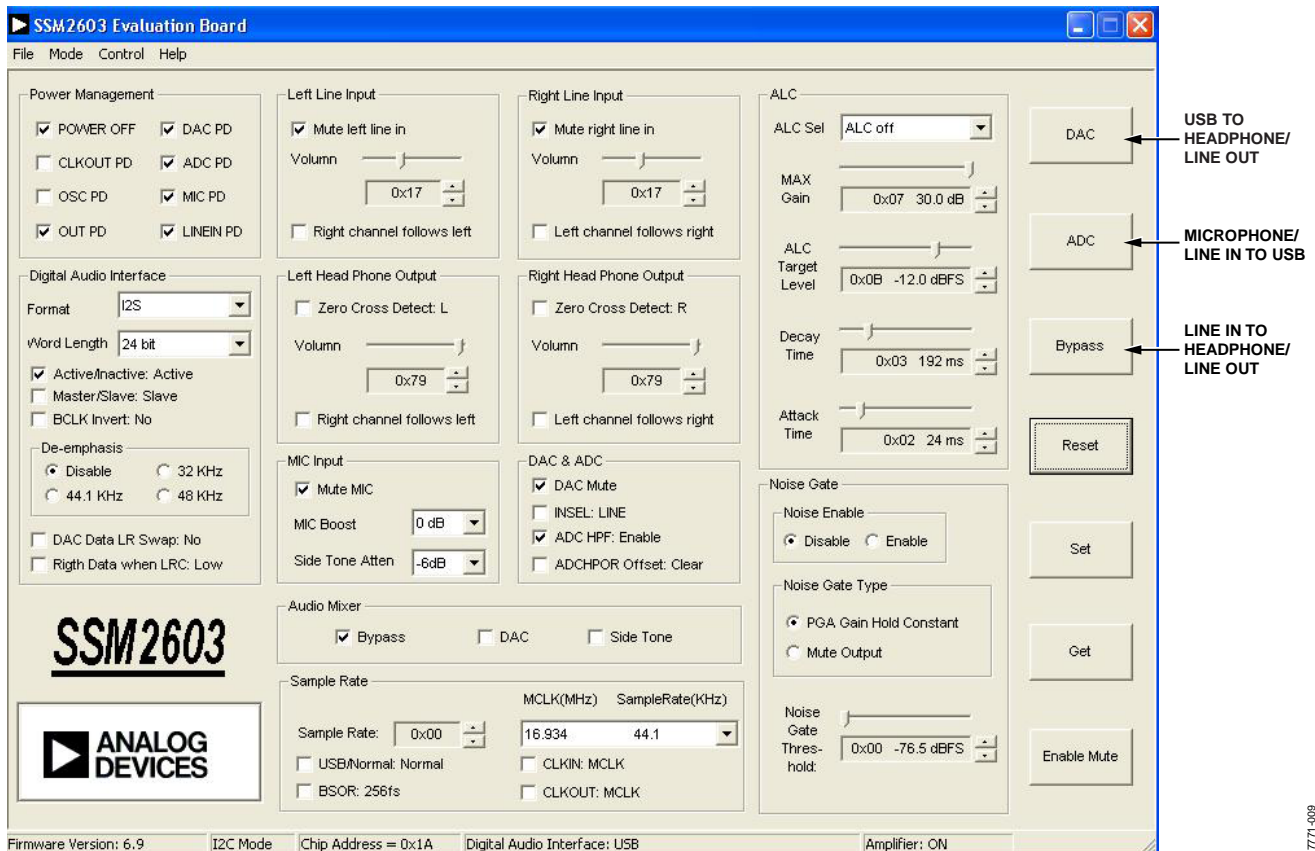 SSM2603 Evaluation Board
File Mode Control Help
Power Management
POWER OFF DAC PD
CLKOUT PD ADC PD
OSC PD MIC PD
OUT PD LINEIN PD
Digital Audio Interface
Format I2S
Word Length 24 bit
Active/Inactive: Active
Master/Slave: Slave
BCLK Invert: No
De-emphasis
Disable 32 KHz
44.1 KHz 48 KHz
DAC Data LR Swap: No
Rigth Data when LRC: Low
SSM2603
ANALOG
DEVICES
Left Line Input
Mute left line in
Volumn
0x17
Right channel follows left
Right Line Input
Mute right line in
Volumn
0x17
Left channel follows right
Left Head Phone Output
Zero Cross Detect: L
Volumn
0x79
Right channel follows left
Right Head Phone Output
Zero Cross Detect: R
Volumn
0x79
Left channel follows right
MIC Input
Mute MIC
MIC Boost 0 dB
Side Tone Atten -6dB
DAC & ADC
DAC Mute
INSEL: LINE
ADC HPF: Enable
ADCHPOR Offset: Clear
Audio Mixer
Bypass DAC Side Tone
Sample Rate
MCLK(MHz) SampleRate(KHz)
Sample Rate: 0x00 16.934 44.1
USB/Normal: Normal CLKIN: MCLK
BSOR: 256fs CLKOUT: MCLK
ALC
ALC Sel ALC off
MAX
Gain 0x07 30.0 dB
ALC
Target
Level 0x0B -12.0 dBFS
Decay
Time 0x03 192 ms
Attack
Time 0x02 24 ms
Noise Gate
Noise Enable
Disable Enable
Noise Gate Type
PGA Gain Hold Constant
Mute Output
Noise
Gate
Thres-
hold: 0x00 -76.5 dBFS
DAC
ADC
Bypass
Reset
Set
Get
Enable Mute
USB TO
HEADPHONE/
LINE OUT
MICROPHONE/
LINE IN TO USB
LINE IN TO
HEADPHONE/
LINE OUT
Firmware Version: 6.9 I2C Mode Chip Address = 0x1A Digital Audio Interface: USB Amplifier: ON
7771-009